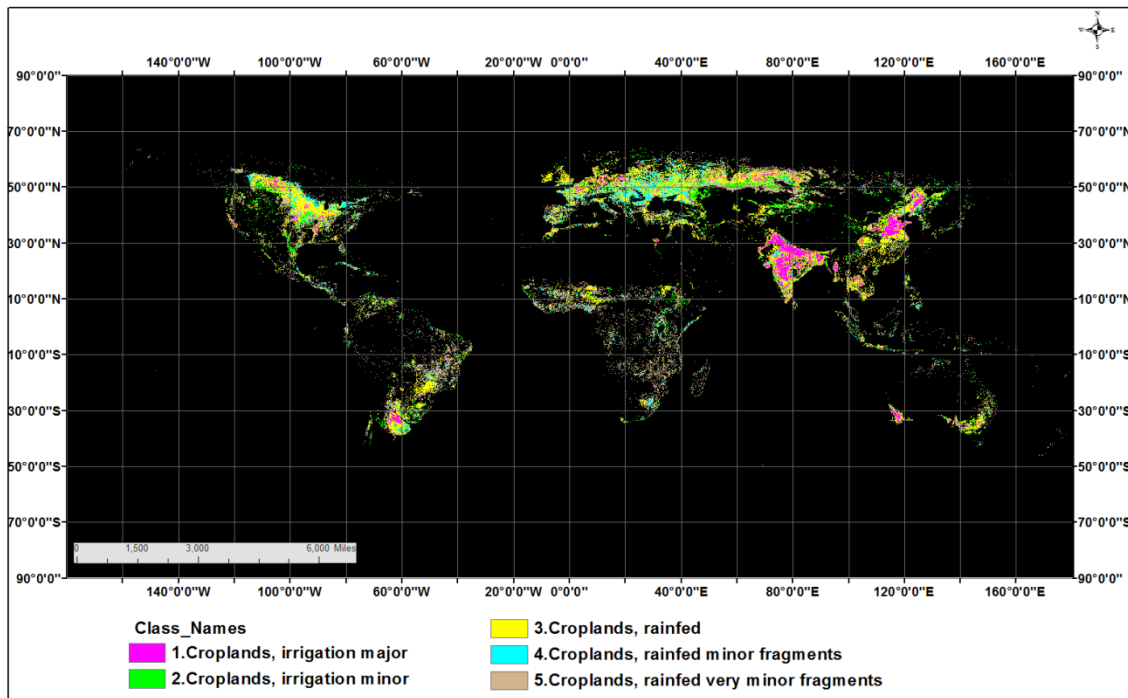 N
W E
S
140°0'0"W 100°0'0"W 60°0'0"W 20°0'0"W 0°0'0" 40°0'0"E 80°0'0"E 120°0'0"E 160°0'0"E
90°0'0" 90°0'0"
70°0'0"N 70°0'0"N
50°0'0"N 50°0'0"N
30°0'0"N 30°0'0"N
10°0'0"N 10°0'0"N
10°0'0"S 10°0'0"S
30°0'0"S 30°0'0"S
50°0'0"S 50°0'0"S
70°0'0"S 70°0'0"S
0 1,500 3,000 6,000 Miles
90°0'0" 90°0'0"
140°0'0"W 100°0'0"W 60°0'0"W 20°0'0"W 0°0'0" 40°0'0"E 80°0'0"E 120°0'0"E 160°0'0"E
Class_Names
1.Croplands, irrigation major
2.Croplands, irrigation minor
3.Croplands, rainfed
4.Croplands, rainfed minor fragments
5.Croplands, rainfed very minor fragments